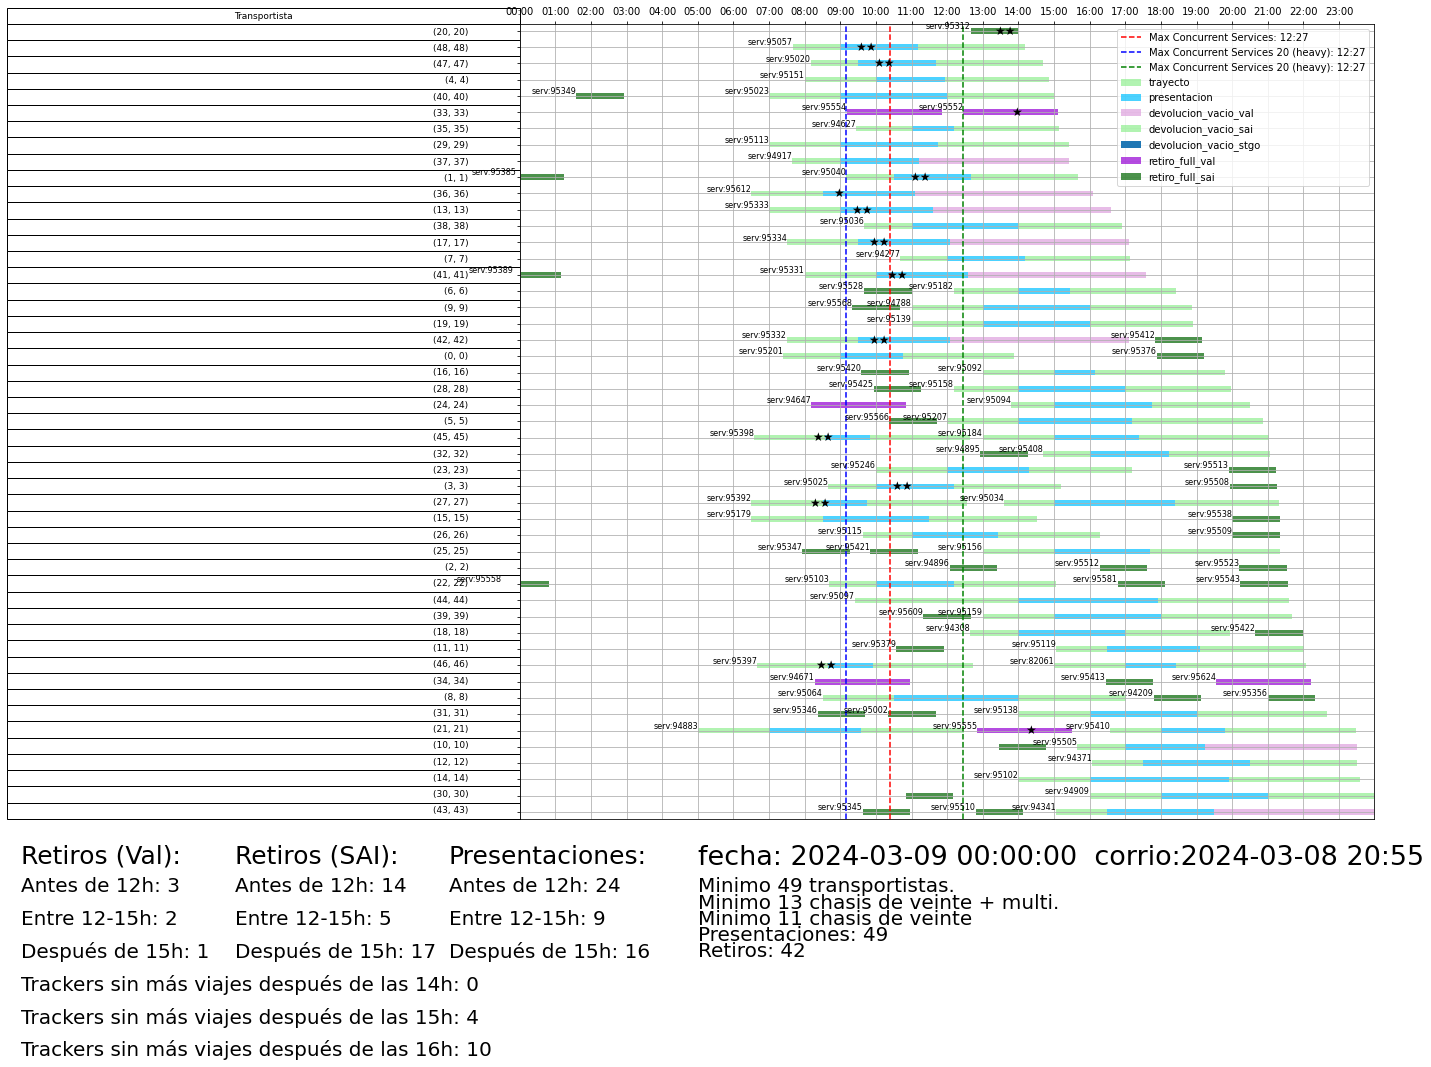 Transportista
00:00 01:00 02:00 03:00 04:00 05:00 06:00 07:00 08:00 09:00 10:00 11:00 12:00 13:00 14:00 15:00 16:00 17:00 18:00 19:00 20:00 21:00 22:00 23:00
(20, 20) serv:95312
(48, 48) serv:95057
(47, 47) serv:95020
(4, 4) serv:95151
(40, 40) serv:95349 serv:95023
(33, 33) serv:95554 serv:95552
(35, 35) serv:94627
(29, 29) serv:95113
(37, 37) serv:94917
(1, 1) serv:95385 serv:95040
(36, 36) serv:95612
(13, 13) serv:95333
(38, 38) serv:95036
(17, 17) serv:95334
(7, 7) serv:94277
(41, 41) serv:95389 serv:95331
(6, 6) serv:95528 serv:95182
(9, 9) serv:95568 serv:94788
(19, 19) serv:95139
(42, 42) serv:95332 serv:95412
(0, 0) serv:95201 serv:95376
(16, 16) serv:95420 serv:95092
(28, 28) serv:95425 serv:95158
(24, 24) serv:94647 serv:95094
(5, 5) serv:95566 serv:95207
(45, 45) serv:95398 serv:95184
(32, 32) serv:94895 serv:95408
(23, 23) serv:95246 serv:95513
(3, 3) serv:95025 serv:95508
(27, 27) serv:95392 serv:95034
(15, 15) serv:95179 serv:95538
(26, 26) serv:95115 serv:95509
(25, 25) serv:95347 serv:95421 serv:95156
(2, 2) serv:94896 serv:95512 serv:95523
(22, 22) serv:95558 serv:95103 serv:95581 serv:95543
(44, 44) serv:95097
(39, 39) serv:95609 serv:95159
(18, 18) serv:94308 serv:95422
(11, 11) serv:95379 serv:95119
(46, 46) serv:95397 serv:82061
(34, 34) serv:94671 serv:95413 serv:95624
(8, 8) serv:95064 serv:94209 serv:95356
(31, 31) serv:95346 serv:95002 serv:95138
(21, 21) serv:94883 serv:95555 serv:95410
(10, 10) serv:95505
(12, 12) serv:94371
(14, 14) serv:95102
(30, 30) serv:94909
(43, 43) serv:95345 serv:95510 serv:94341
Max Concurrent Services: 12:27
Max Concurrent Services 20 (heavy): 12:27
Max Concurrent Services 20 (heavy): 12:27
trayecto
presentacion
devolucion_vacio_val
devolucion_vacio_sai
devolucion_vacio_stgo
retiro_full_val
retiro_full_sai
Retiros (Val): Retiros (SAI): Presentaciones: fecha: 2024-03-09 00:00:00 corrio:2024-03-08 20:55
Antes de 12h: 3 Antes de 12h: 14 Antes de 12h: 24
Entre 12-15h: 2 Entre 12-15h: 5 Entre 12-15h: 9
Después de 15h: 1 Después de 15h: 17 Después de 15h: 16
Minimo 49 transportistas.
Minimo 13 chasis de veinte + multi.
Minimo 11 chasis de veinte
Presentaciones: 49
Retiros: 42
Trackers sin más viajes después de las 14h: 0
Trackers sin más viajes después de las 15h: 4
Trackers sin más viajes después de las 16h: 10